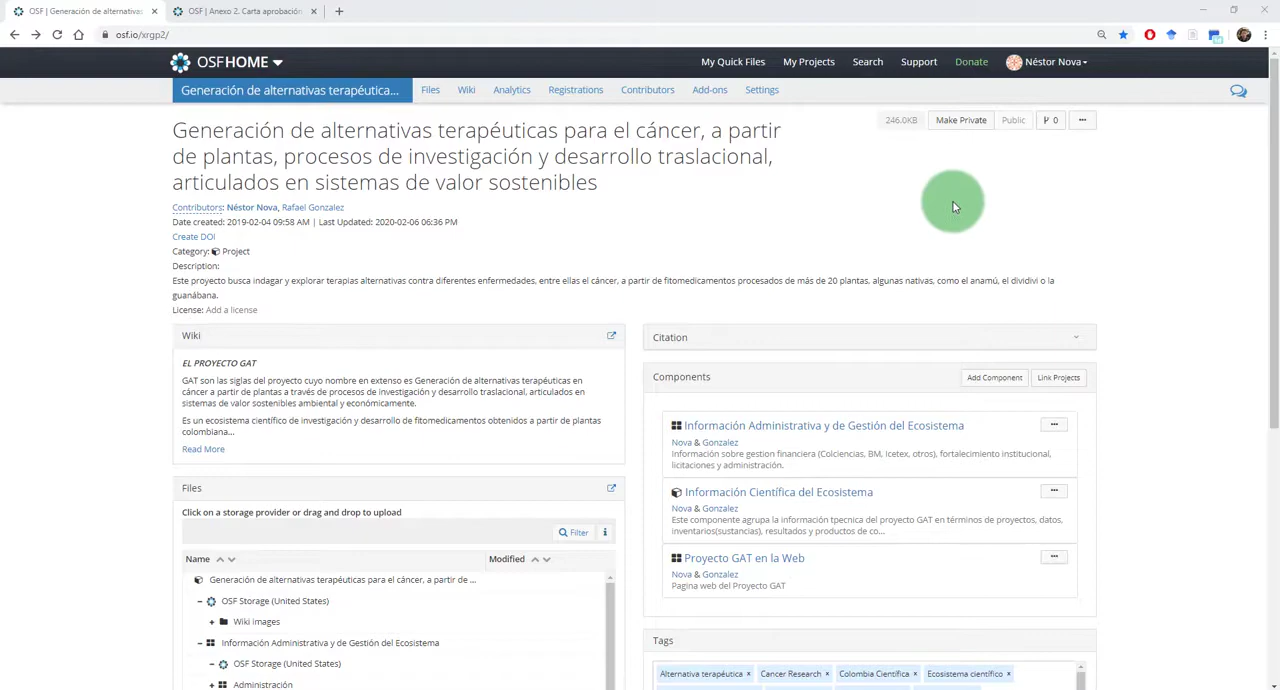 OSF | Generación de alternativas
OSF | Anexo 2. Carta aprobación
osf.io/xrgp2/
OSFHOME
My Quick Files
My Projects
Search
Support
Donate
Néstor Nova
Generación de alternativas terapéutica...
Files
Wiki
Analytics
Registrations
Contributors
Add-ons
Settings
246.0KB
Make Private
Public
0
Generación de alternativas terapéuticas para el cáncer, a partir
de plantas, procesos de investigación y desarrollo traslacional,
articulados en sistemas de valor sostenibles
Contributors: Néstor Nova, Rafael Gonzalez
Date created: 2019-02-04 09:58 AM | Last Updated: 2020-02-06 06:36 PM
Create DOI
Category: Project
Description:
Este proyecto busca indagar y explorar terapias alternativas contra diferentes enfermedades, entre ellas el cáncer, a partir de fitomedicamentos procesados de más de 20 plantas, algunas nativas, como el anamú, el dividivi o la
guanábana.
License: Add a license
Wiki
EL PROYECTO GAT
GAT son las siglas del proyecto cuyo nombre en extenso es Generación de alternativas terapéuticas en
cáncer a partir de plantas a través de procesos de investigación y desarrollo traslacional, articulados en
sistemas de valor sostenibles ambiental y económicamente.
Es un ecosistema científico de investigación y desarrollo de fitomedicamentos obtenidos a partir de plantas
colombiana...
Read More
Files
Click on a storage provider or drag and drop to upload
Filter
Name
Modified
Generación de alternativas terapéuticas para el cáncer, a partir de ...
OSF Storage (United States)
Wiki images
Información Administrativa y de Gestión del Ecosistema
OSF Storage (United States)
Administración
Citation
Components
Add Component
Link Projects
Información Administrativa y de Gestión del Ecosistema
Nova & Gonzalez
Información sobre gestion financiera (Colciencias, BM, Icetex, otros), fortalecimiento institucional,
licitaciones y administración.
Información Científica del Ecosistema
Nova & Gonzalez
Este componente agrupa la información tpecnica del proyecto GAT en términos de proyectos, datos,
inventarios(sustancias), resultados y productos de co...
Proyecto GAT en la Web
Nova & Gonzalez
Pagina web del Proyecto GAT
Tags
Alternativa terapéutica ×
Cancer Research ×
Colombia Científica ×
Ecosistema científico ×